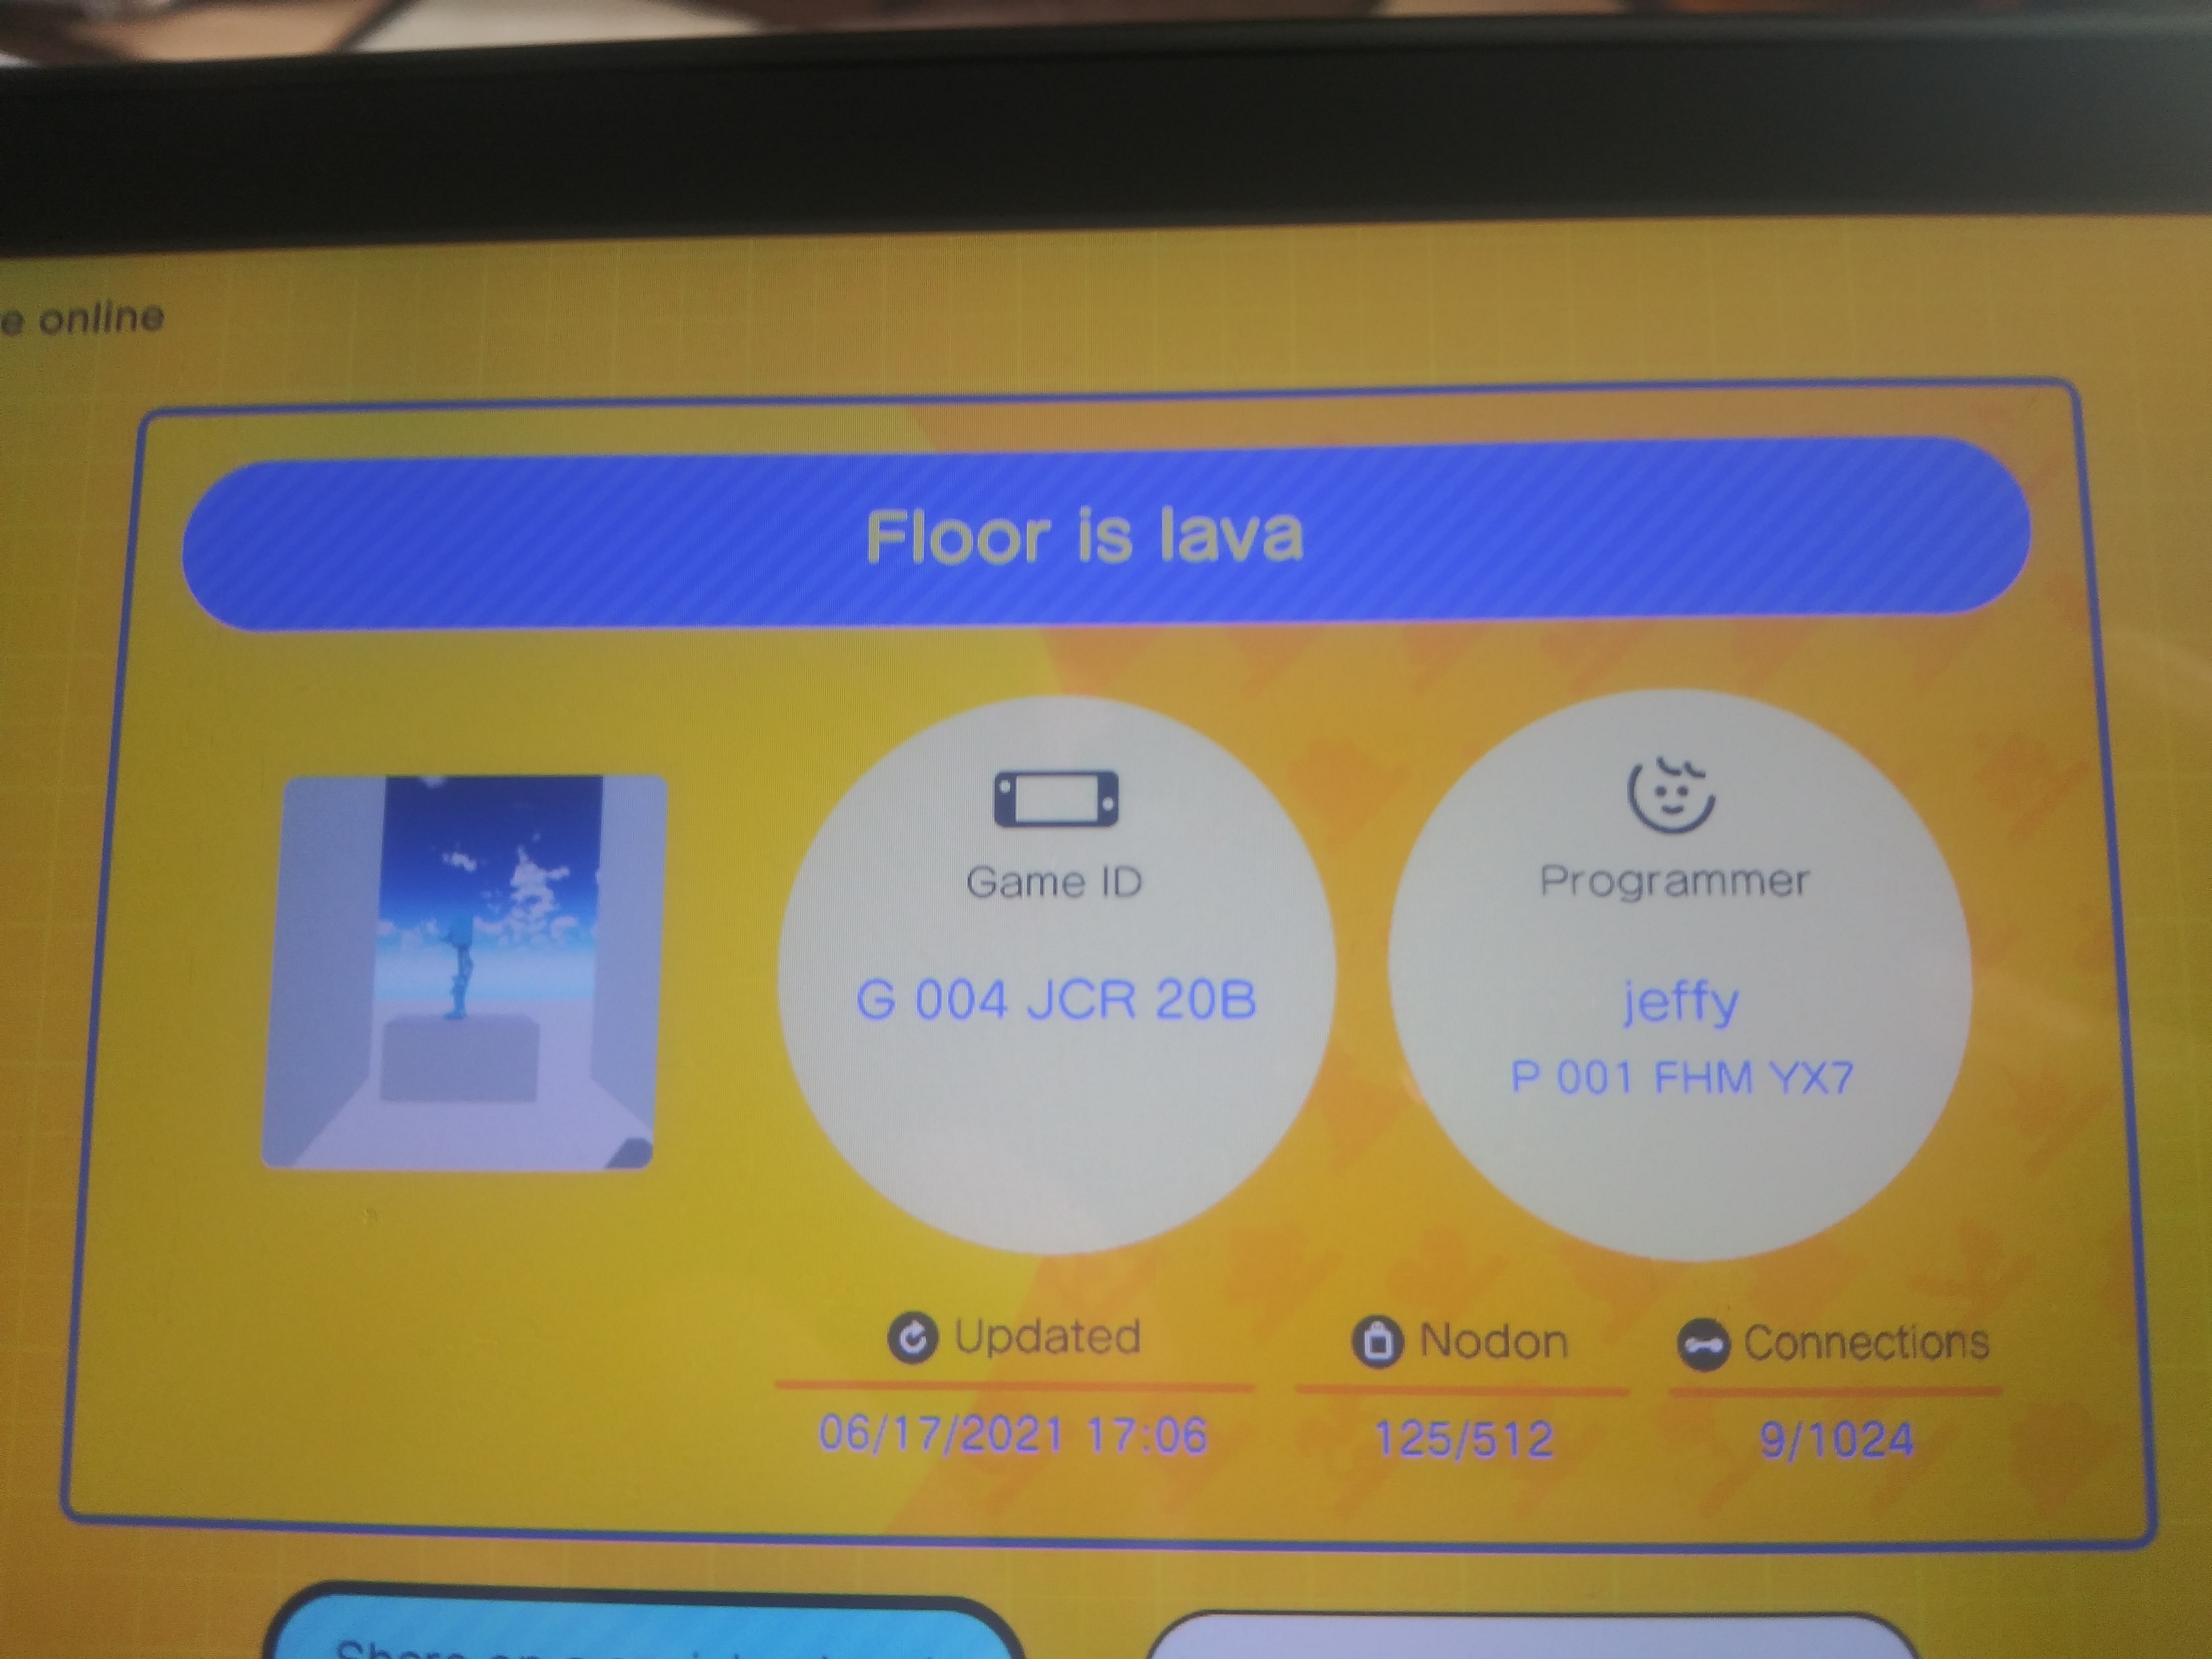 e online
Floor is lava
Game ID
G 004 JCR 20B
Programmer
jeffy
P 001 FHM YX7
Updated
06/17/2021 17:06
Nodon
125/512
Connections
9/1024